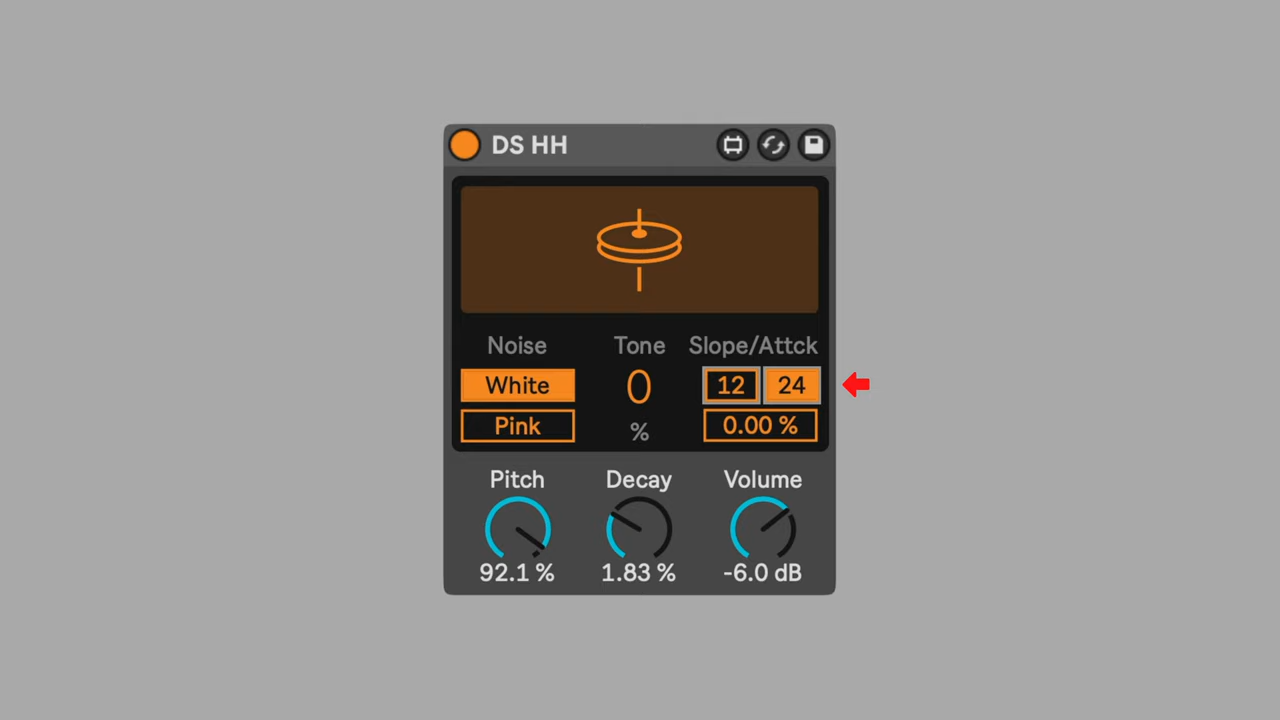 DS HH
Noise Tone Slope/Attck
White 0 12 24
Pink % 0.00 %
Pitch Decay Volume
92.1 % 1.83 % -6.0 dB